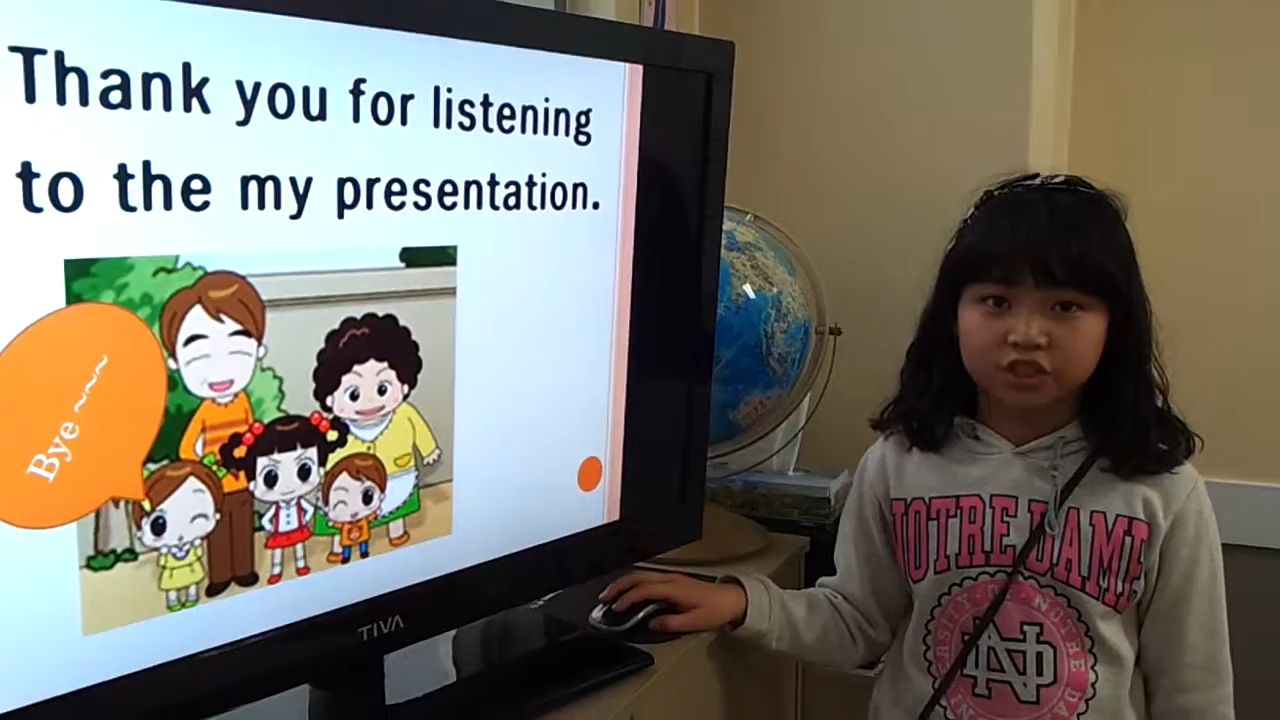 Thank you for listening
to the my presentation.
Bye ~~~
TIVA
NOTRE DAME